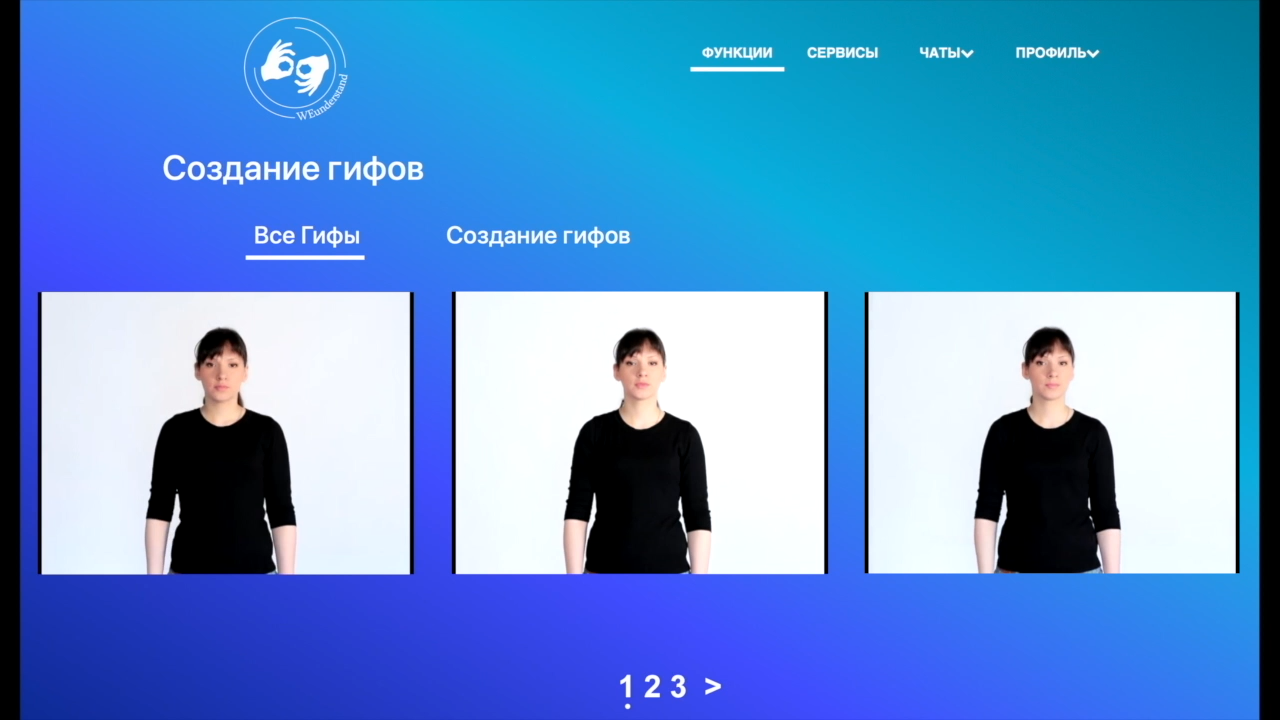 WEunderstand
ФУНКЦИИ СЕРВИСЫ ЧАТЫ ПРОФИЛЬ
Создание гифов
Все Гифы Создание гифов
1 2 3 >